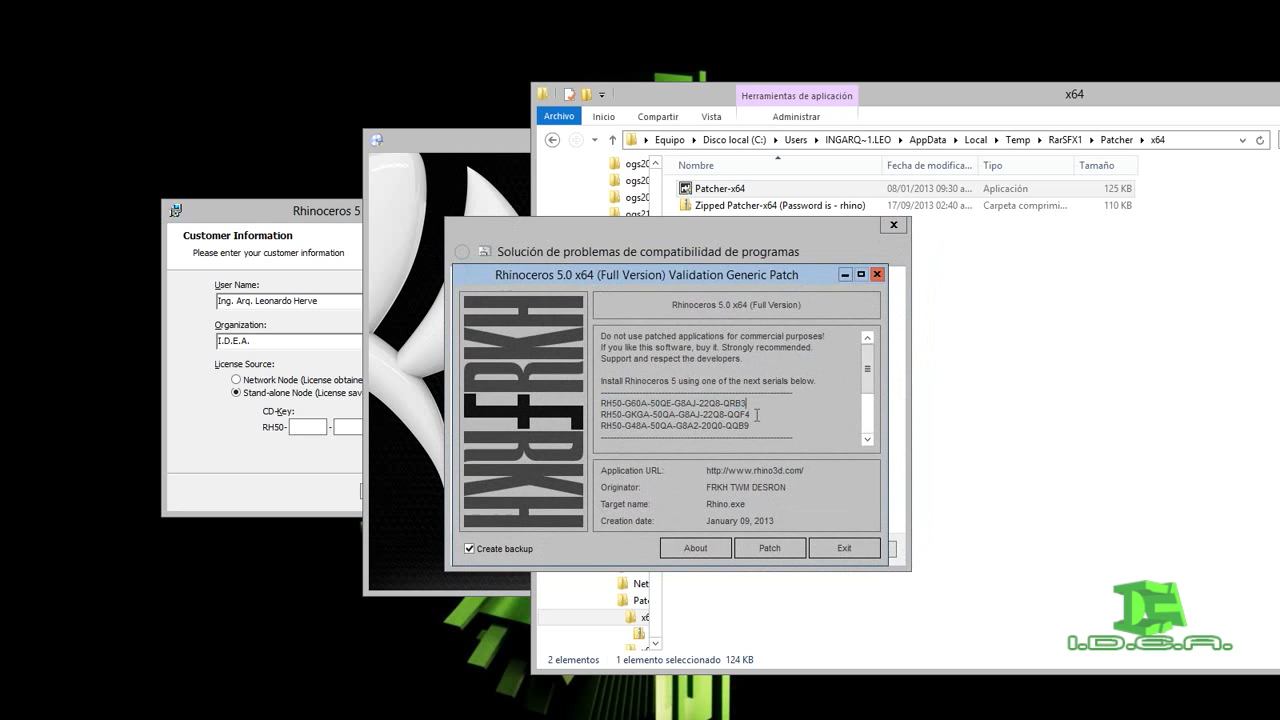 Herramientas de aplicación
x64
Archivo
Inicio
Compartir
Vista
Administrar
Equipo
Disco local (C:)
Users
INGARQ~1.LEO
AppData
Local
Temp
RarSFX1
Patcher
x64
Nombre
Fecha de modifica...
Tipo
Tamaño
ogs20
ogs20
ogs20
Patcher-x64
08/01/2013 09:30 a...
Aplicación
125 KB
Zipped Patcher-x64 (Password is - rhino)
17/09/2013 02:40 a...
Carpeta comprimi...
110 KB
Rhinoceros 5
Customer Information
Please enter your customer information
User Name:
Ing. Arq. Leonardo Herve
Organization:
I.D.E.A.
License Source:
Network Node (License obtaine
Stand-alone Node (License sav
CD-Key:
RH50-
-
Solución de problemas de compatibilidad de programas
Rhinoceros 5.0 x64 (Full Version) Validation Generic Patch
FRKH
Rhinoceros 5.0 x64 (Full Version)
Do not use patched applications for commercial purposes!
If you like this software, buy it. Strongly recommended.
Support and respect the developers.
Install Rhinoceros 5 using one of the next serials below.
RH50-G60A-50QE-G8AJ-22Q8-QRB3
RH50-GKGA-50QA-G8AJ-22Q8-QQF4
RH50-G48A-50QA-G8A2-20Q0-QQB9
Application URL:
http://www.rhino3d.com/
Originator:
FRKH TWM DESRON
Target name:
Rhino.exe
Creation date:
January 09, 2013
Create backup
About
Patch
Exit
Net
Pat
x6
2 elementos
1 elemento seleccionado 124 KB
I.D.E.A.